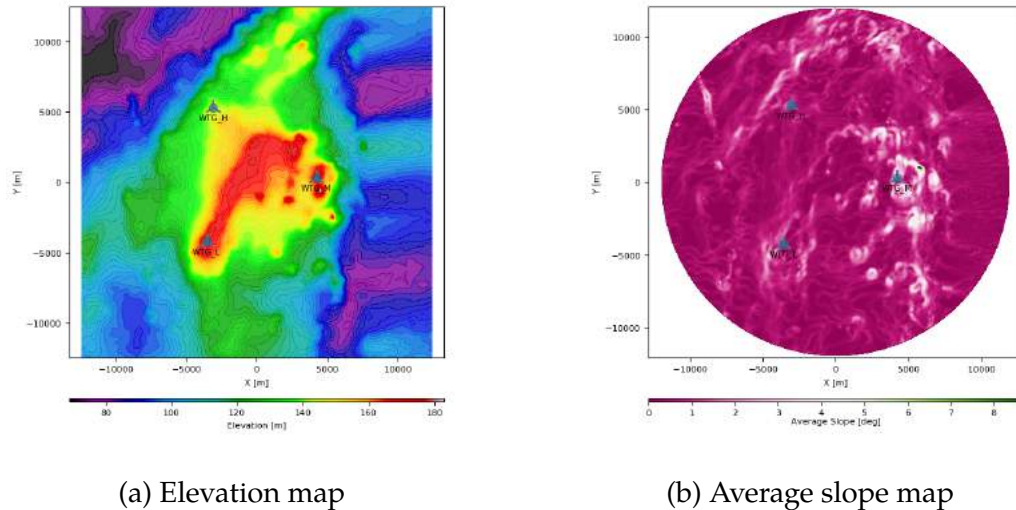 10000
5000
0
−5000
−10000
Y [m]
WTG_H
WTG_M
WTG_L
−10000 −5000 0 5000 10000
X [m]
80 100 120 140 160 180
Elevation [m]
10000
5000
0
−5000
−10000
Y [m]
−10000 −5000 0 5000 10000
X [m]
0 1 2 3 4 5 6 7 8
Average Slope [deg]
(a) Elevation map
(b) Average slope map